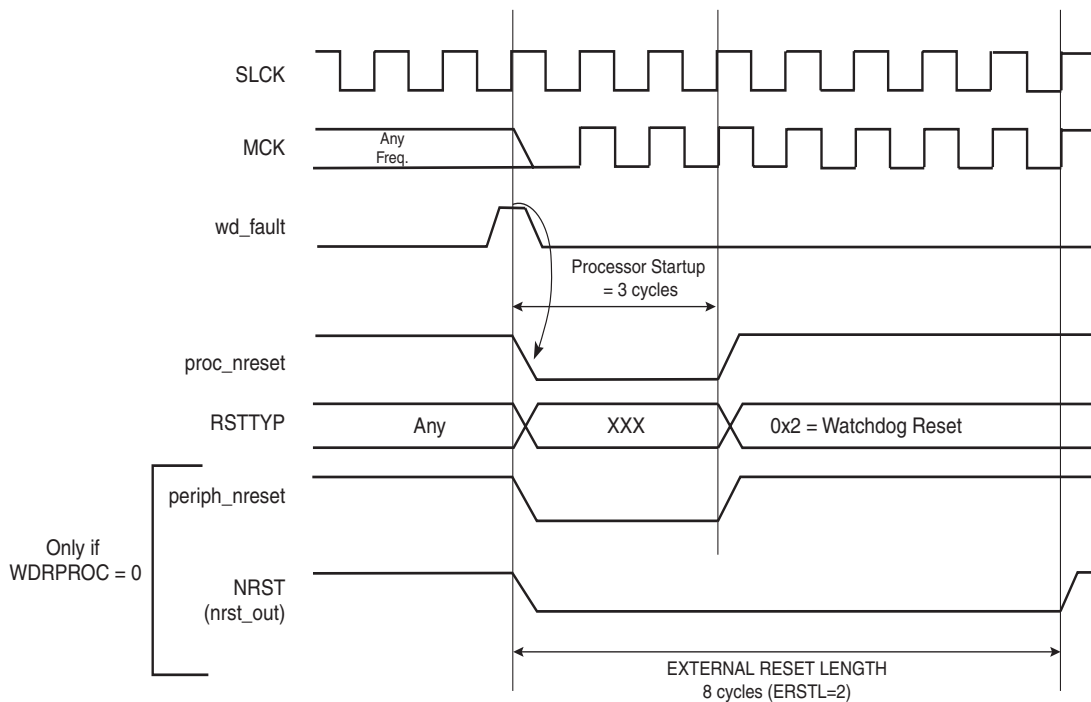 SLCK
MCK
Any
Freq.
wd_fault
Processor Startup
= 3 cycles
proc_nreset
RSTTYP
Any
XXX
0x2 = Watchdog Reset
periph_nreset
Only if
WDRPROC = 0
NRST
(nrst_out)
EXTERNAL RESET LENGTH
8 cycles (ERSTL=2)